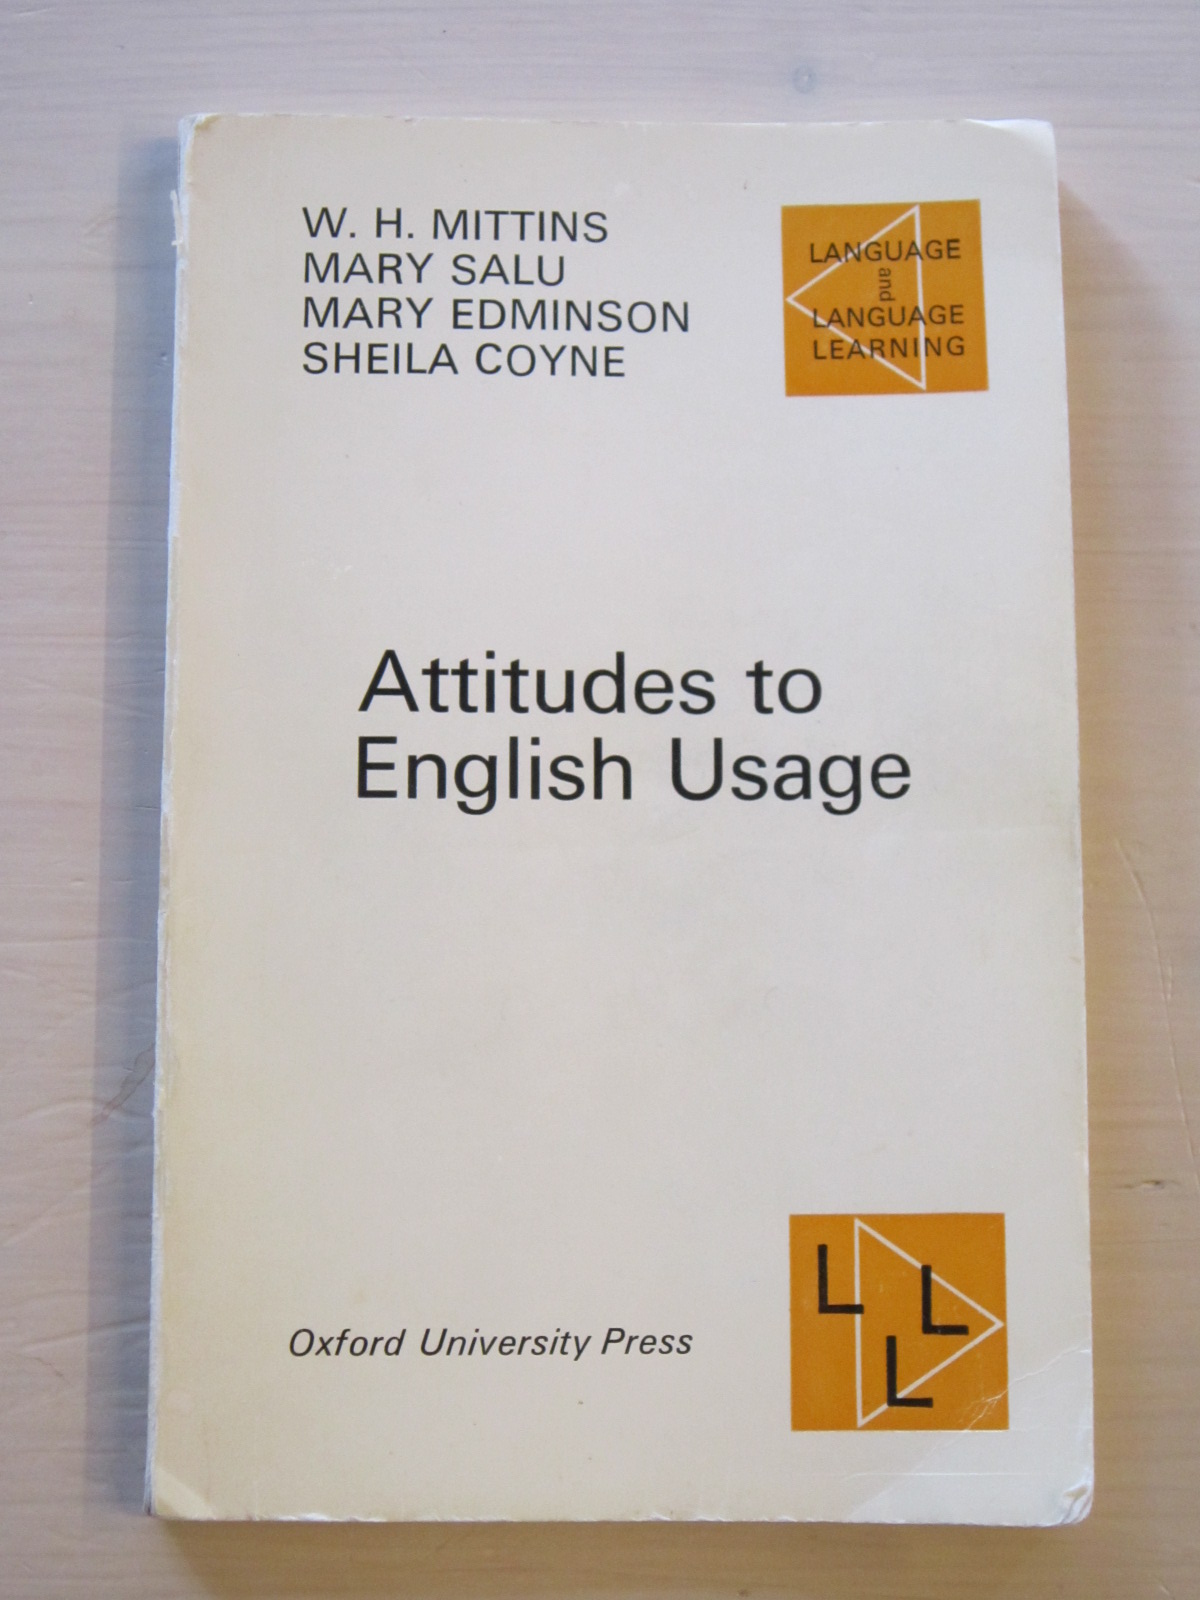 W. H. MITTINS
MARY SALU
MARY EDMINSON
SHEILA COYNE
LANGUAGE
and
LANGUAGE
LEARNING
Attitudes to
English Usage
Oxford University Press
L
L
L